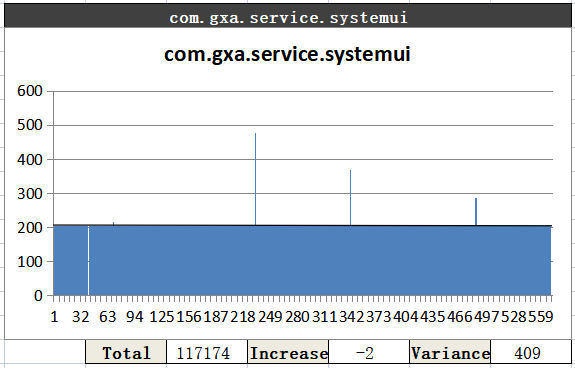 com.gxa.service.systemui
com.gxa.service.systemui
600
500
400
300
200
100
0
1 32 63 94 125 156 187 218 249 280 311 342 373 404 435 466 497 528 559
Total 117174 Increase -2 Variance 409